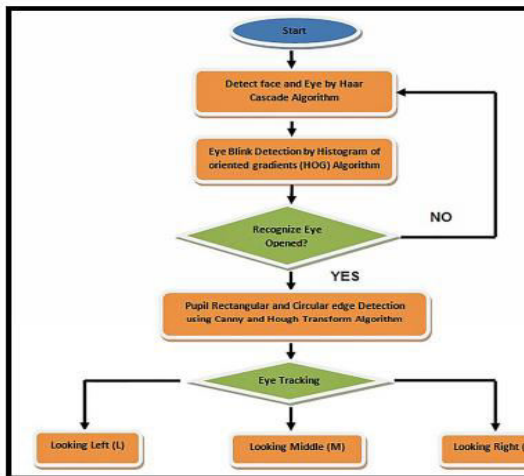 Start
Detect face and Eye by Haar
Cascade Algorithm
Eye Blink Detection by Histogram of
oriented gradients (HOG) Algorithm
Recognize Eye
Opened?
NO
YES
Pupil Rectangular and Circular edge Detection
using Canny and Hough Transform Algorithm
Eye Tracking
Looking Left (L)
Looking Middle (M)
Looking Right (